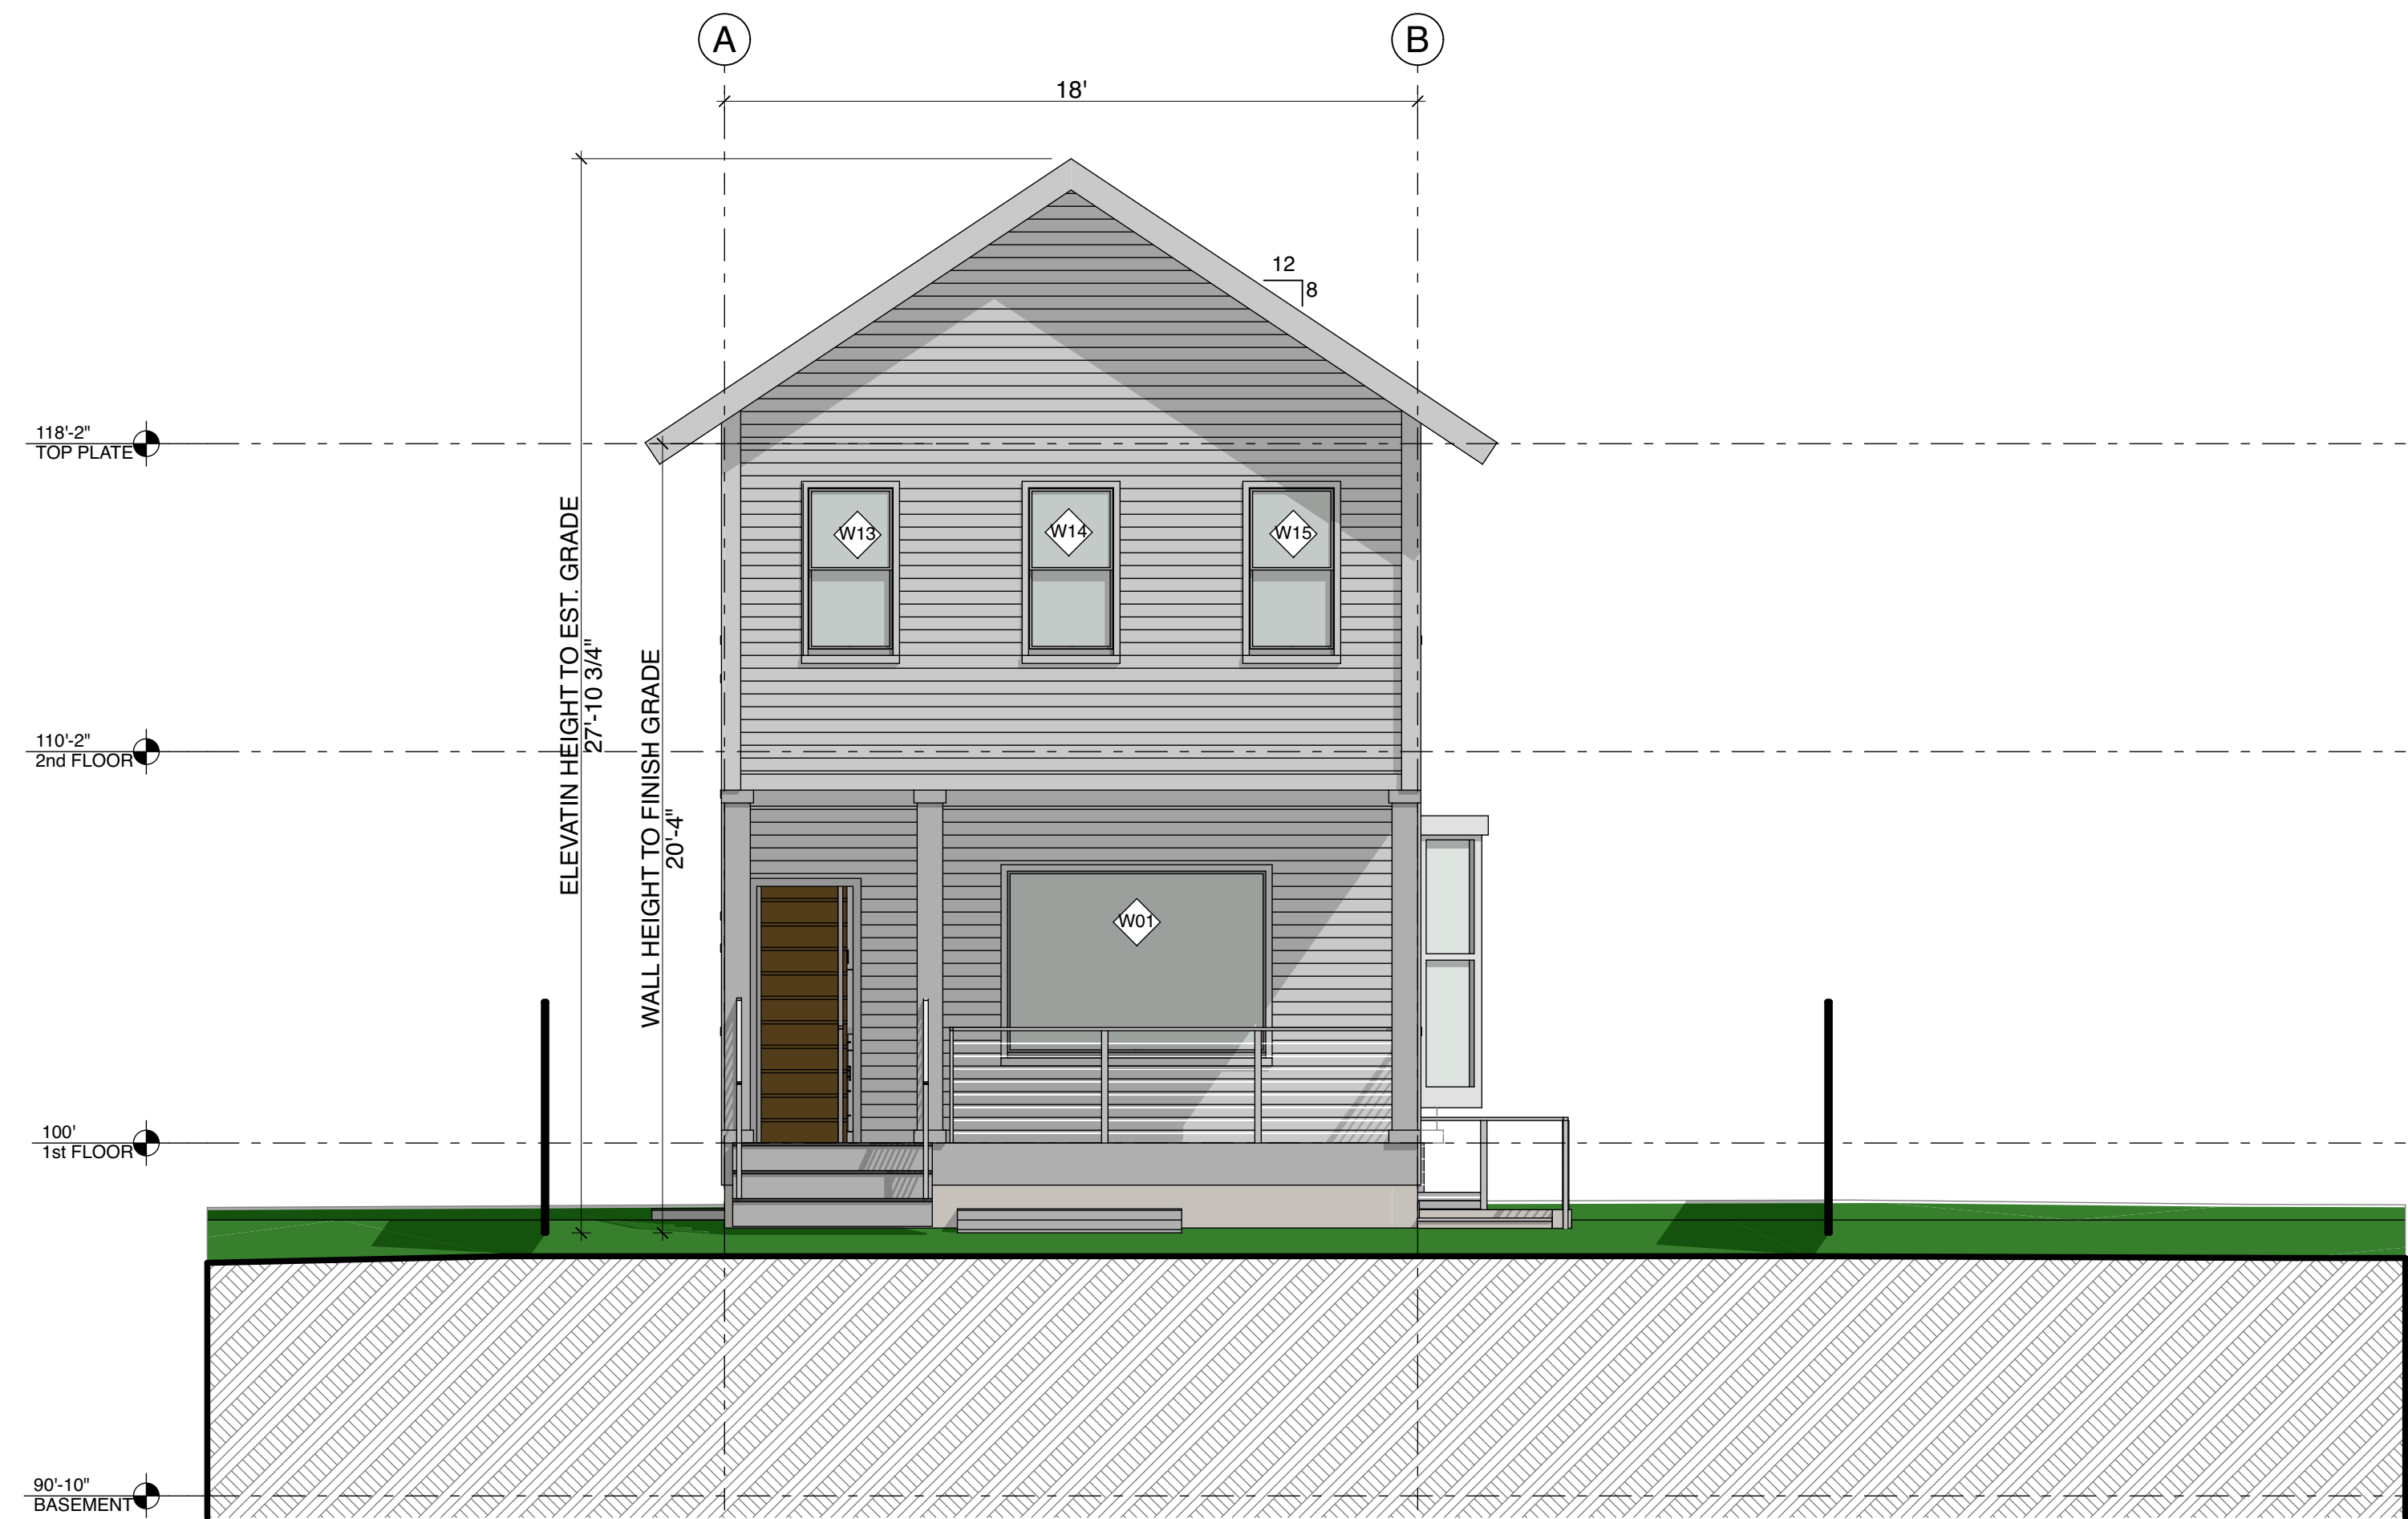 A
B
18'
12
8
118'-2"
TOP PLATE
W13
W14
W15
ELEVATIN HEIGHT TO EST. GRADE
27'-10 3/4"
WALL HEIGHT TO FINISH GRADE
20'-4"
110'-2"
2nd FLOOR
W01
100'
1st FLOOR
90'-10"
BASEMENT